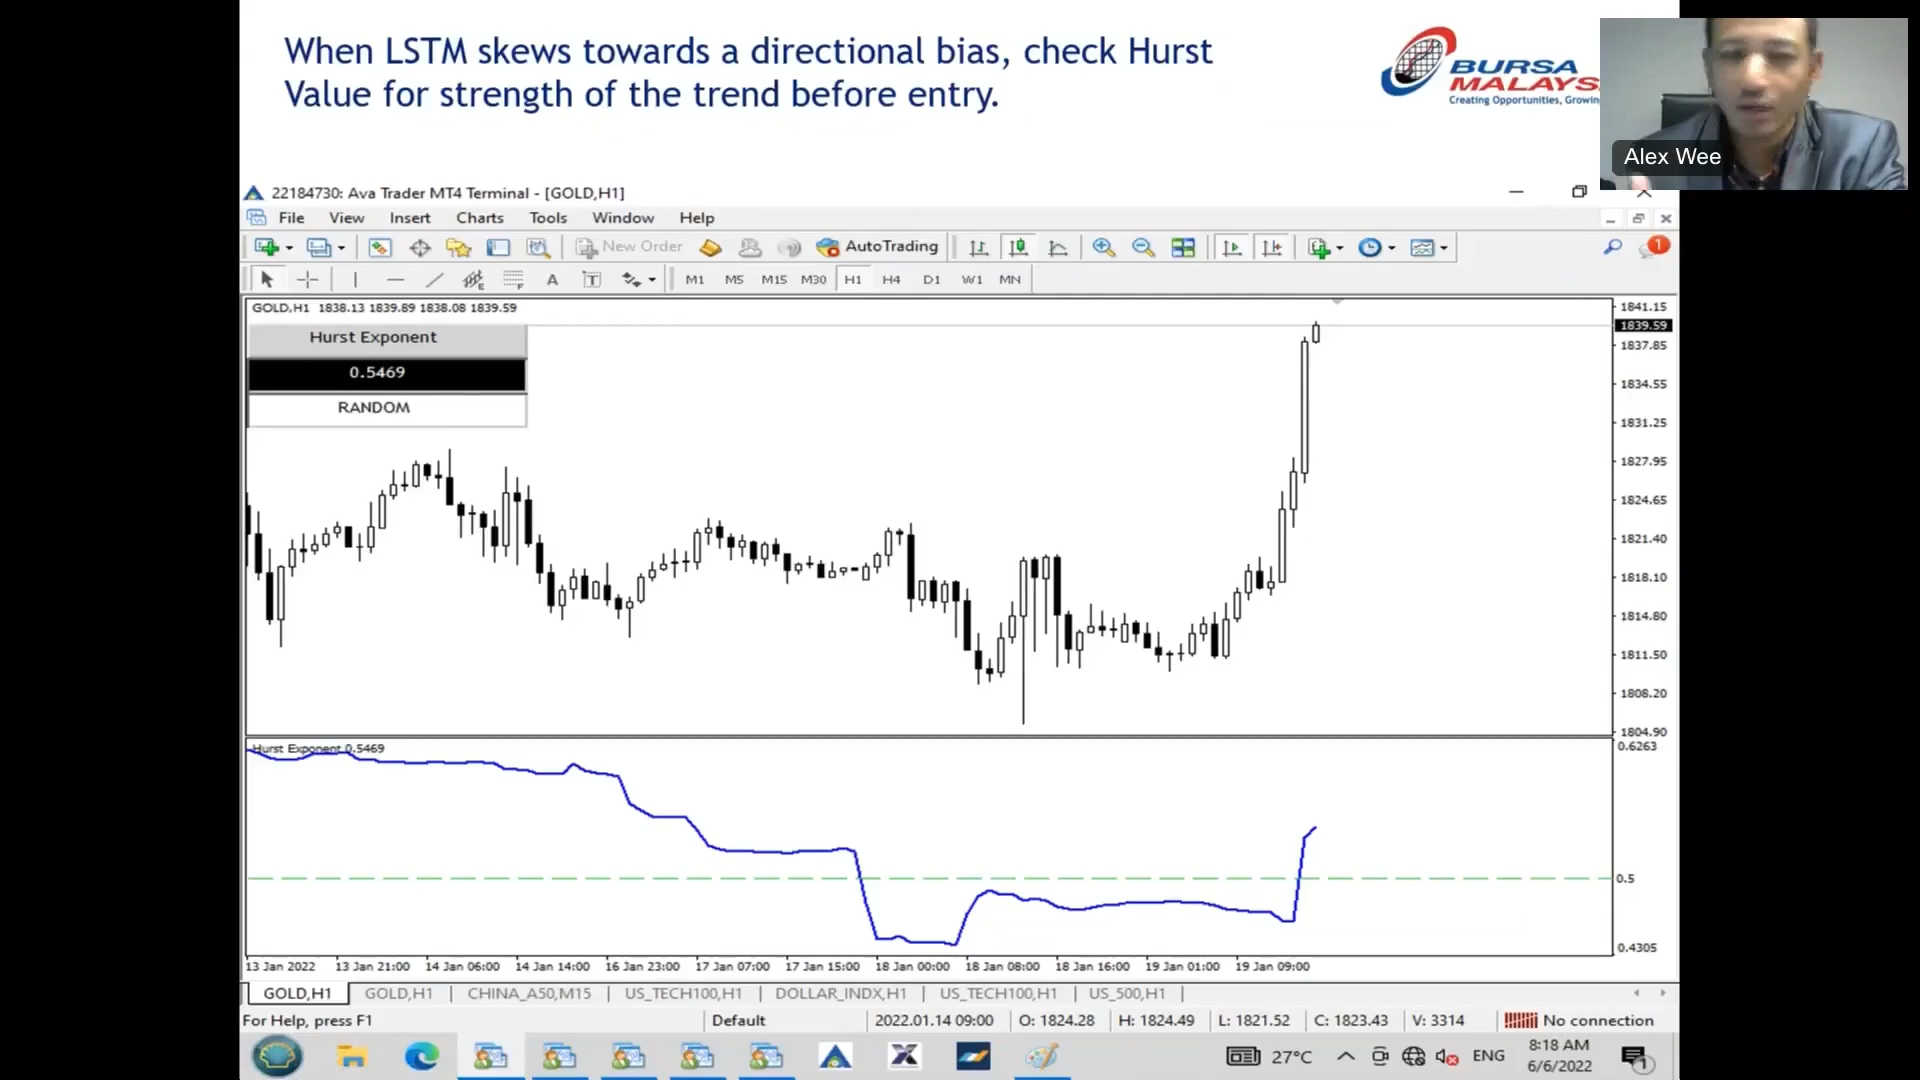 When LSTM skews towards a directional bias, check Hurst
Value for strength of the trend before entry.
BURSA
MALAYS
Creating Opportunities, Growin
Alex Wee
22184730: Ava Trader MT4 Terminal - [GOLD,H1]
File View Insert Charts Tools Window Help
New Order AutoTrading 1
A T M1 M5 M15 M30 H1 H4 D1 W1 MN
GOLD,H1 1838.13 1839.89 1838.08 1839.59
Hurst Exponent
0.5469
RANDOM
1841.15
1839.59
1837.85
1834.55
1831.25
1827.95
1824.65
1821.40
1818.10
1814.80
1811.50
1808.20
1804.90
Hurst Exponent 0.5469
0.6263
0.5
0.4305
13 Jan 2022 13 Jan 21:00 14 Jan 06:00 14 Jan 14:00 16 Jan 23:00 17 Jan 07:00 17 Jan 15:00 18 Jan 00:00 18 Jan 08:00 18 Jan 16:00 19 Jan 01:00 19 Jan 09:00
GOLD,H1 GOLD,H1 CHINA_A50,M15 US_TECH100,H1 DOLLAR_INDX,H1 US_TECH100,H1 US_500,H1
For Help, press F1 Default 2022.01.14 09:00 O: 1824.28 H: 1824.49 L: 1821.52 C: 1823.43 V: 3314 No connection
27°C ENG 8:18 AM
6/6/2022 1